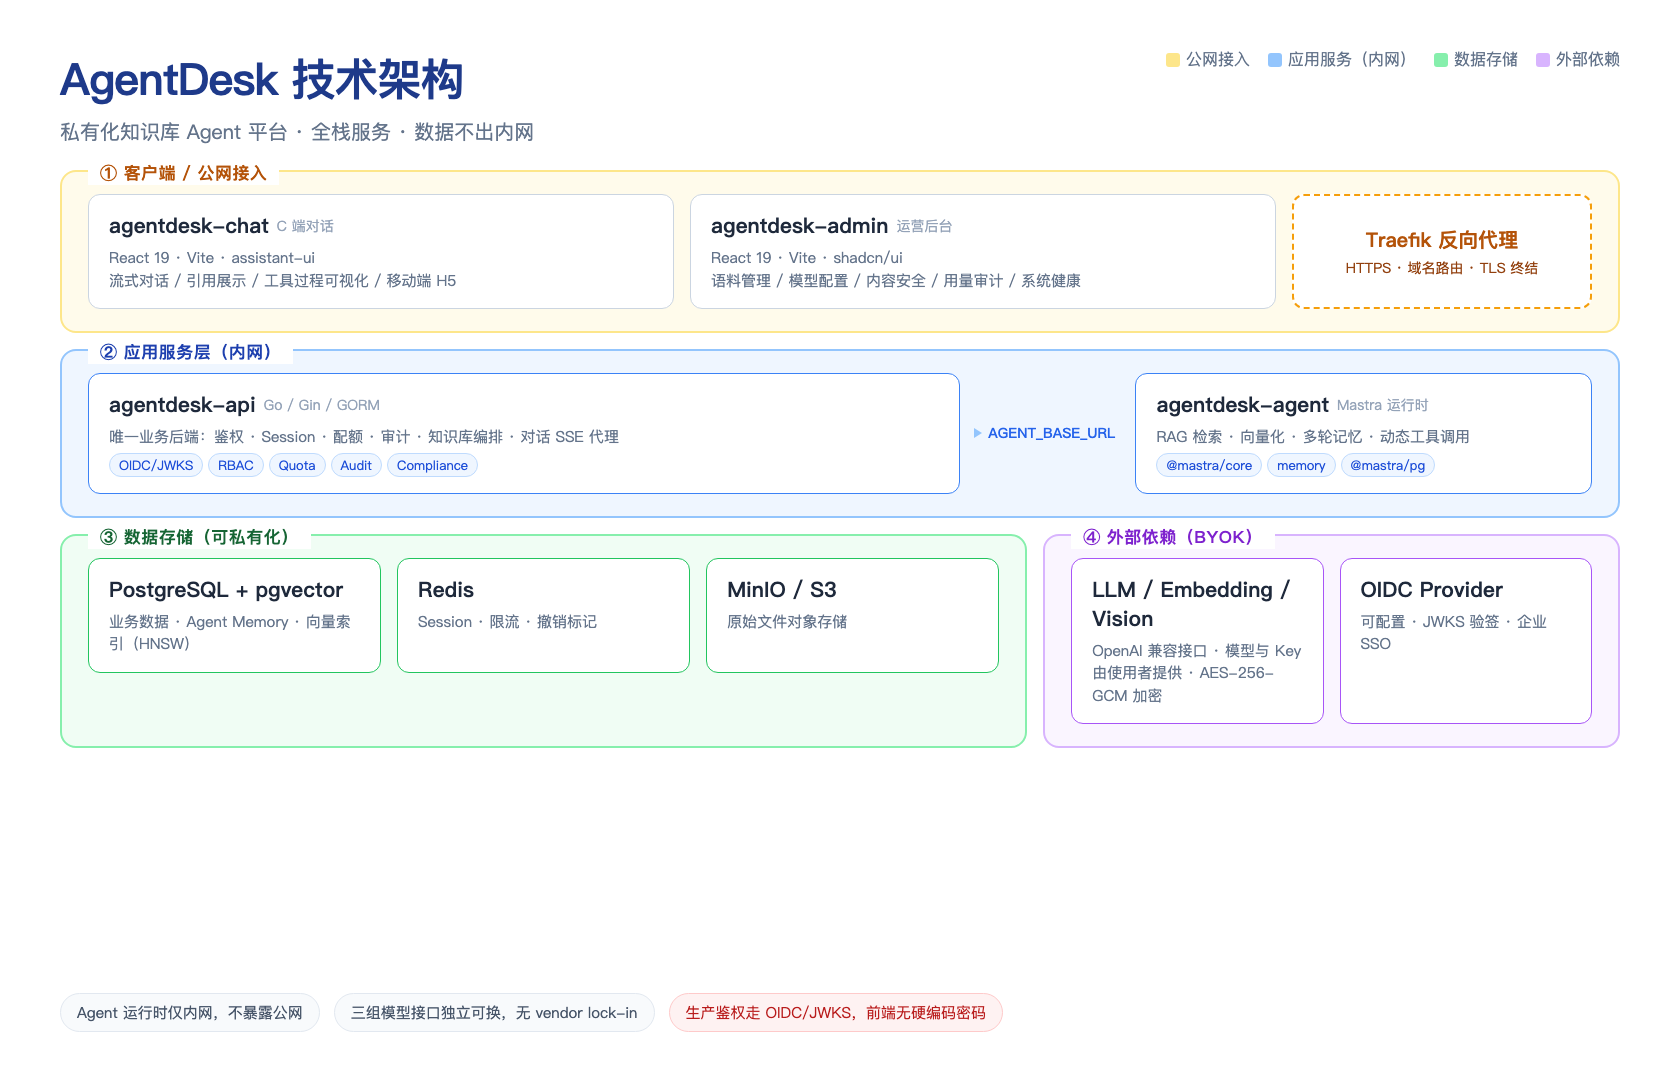 AgentDesk 技术架构
私有化知识库 Agent 平台 · 全栈服务 · 数据不出内网
公网接入
应用服务（内网）
数据存储
外部依赖
① 客户端 / 公网接入
agentdesk-chat C 端对话
React 19 · Vite · assistant-ui
流式对话 / 引用展示 / 工具过程可视化 / 移动端 H5
agentdesk-admin 运营后台
React 19 · Vite · shadcn/ui
语料管理 / 模型配置 / 内容安全 / 用量审计 / 系统健康
Traefik 反向代理
HTTPS · 域名路由 · TLS 终结
② 应用服务层（内网）
agentdesk-api Go / Gin / GORM
唯一业务后端：鉴权 · Session · 配额 · 审计 · 知识库编排 · 对话 SSE 代理
OIDC/JWKS
RBAC
Quota
Audit
Compliance
AGENT_BASE_URL
agentdesk-agent Mastra 运行时
RAG 检索 · 向量化 · 多轮记忆 · 动态工具调用
@mastra/core
memory
@mastra/pg
③ 数据存储（可私有化）
PostgreSQL + pgvector
业务数据 · Agent Memory · 向量索
引（HNSW）
Redis
Session · 限流 · 撤销标记
MinIO / S3
原始文件对象存储
④ 外部依赖（BYOK）
LLM / Embedding /
Vision
OpenAI 兼容接口 · 模型与 Key
由使用者提供 · AES-256-
GCM 加密
OIDC Provider
可配置 · JWKS 验签 · 企业
SSO
Agent 运行时仅内网，不暴露公网
三组模型接口独立可换，无 vendor lock-in
生产鉴权走 OIDC/JWKS，前端无硬编码密码